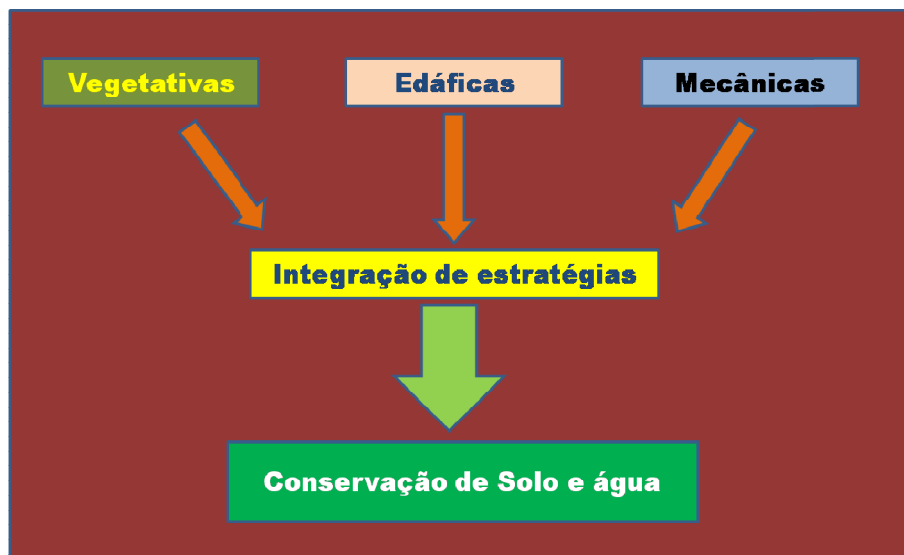 Vegetativas
Edáficas
Mecânicas
Integração de estratégias
Conservação de Solo e água